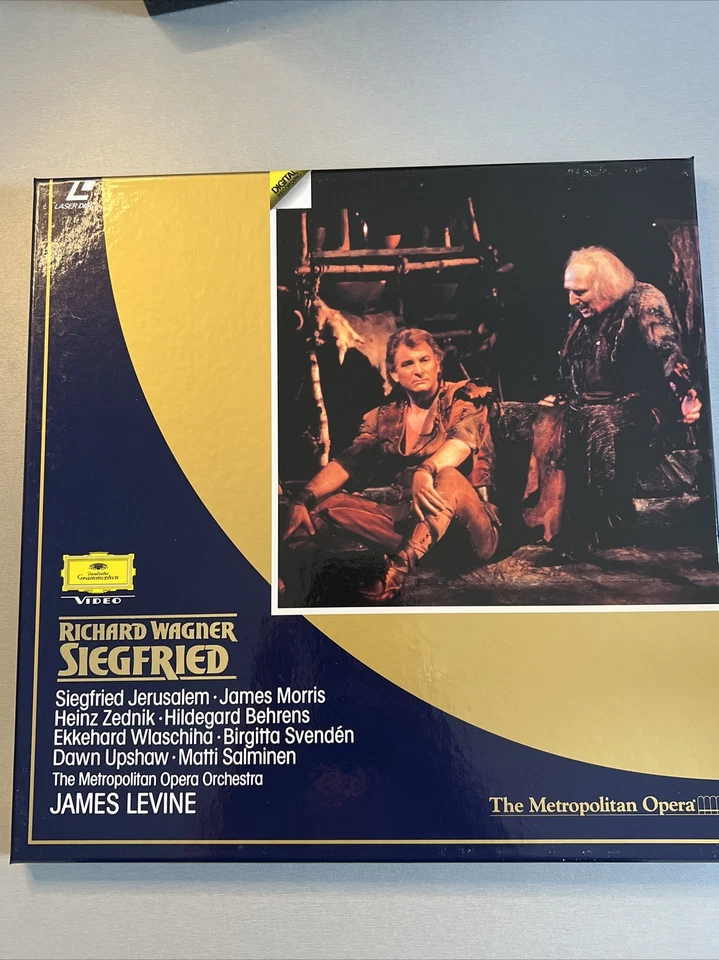 LASER DISC
DIGITAL
Deutsche
Grammophon
VIDEO
RICHARD WAGNER
SIEGFRIED
Siegfried Jerusalem · James Morris
Heinz Zednik · Hildegard Behrens
Ekkehard Wlaschiha · Birgitta Svendén
Dawn Upshaw · Matti Salminen
The Metropolitan Opera Orchestra
JAMES LEVINE
The Metropolitan Opera